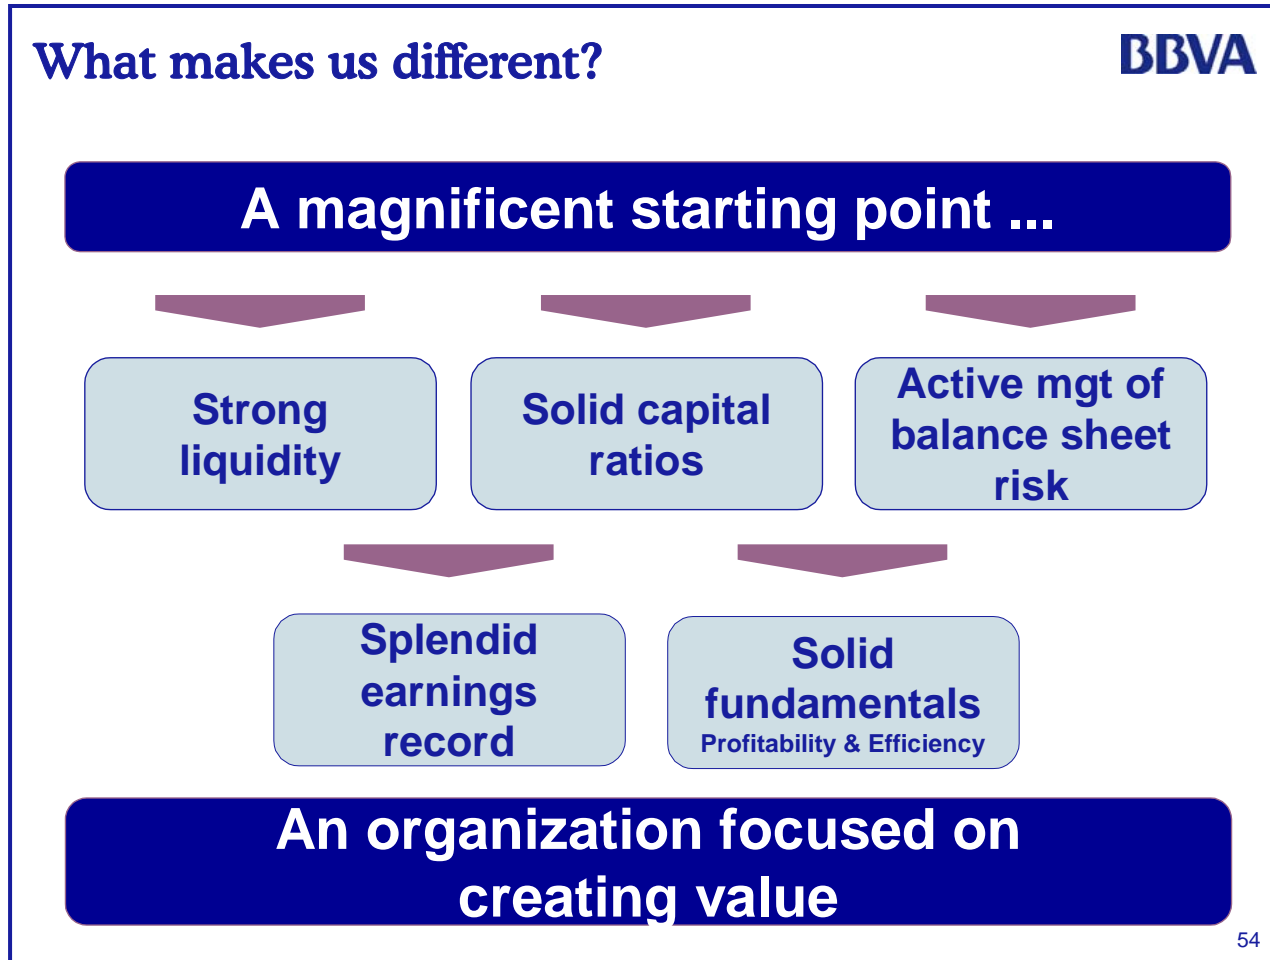 What makes us different?
BBVA
A magnificent starting point ...
Strong
liquidity
Solid capital
ratios
Active mgt of
balance sheet
risk
Splendid
earnings
record
Solid
fundamentals
Profitability & Efficiency
An organization focused on
creating value
54